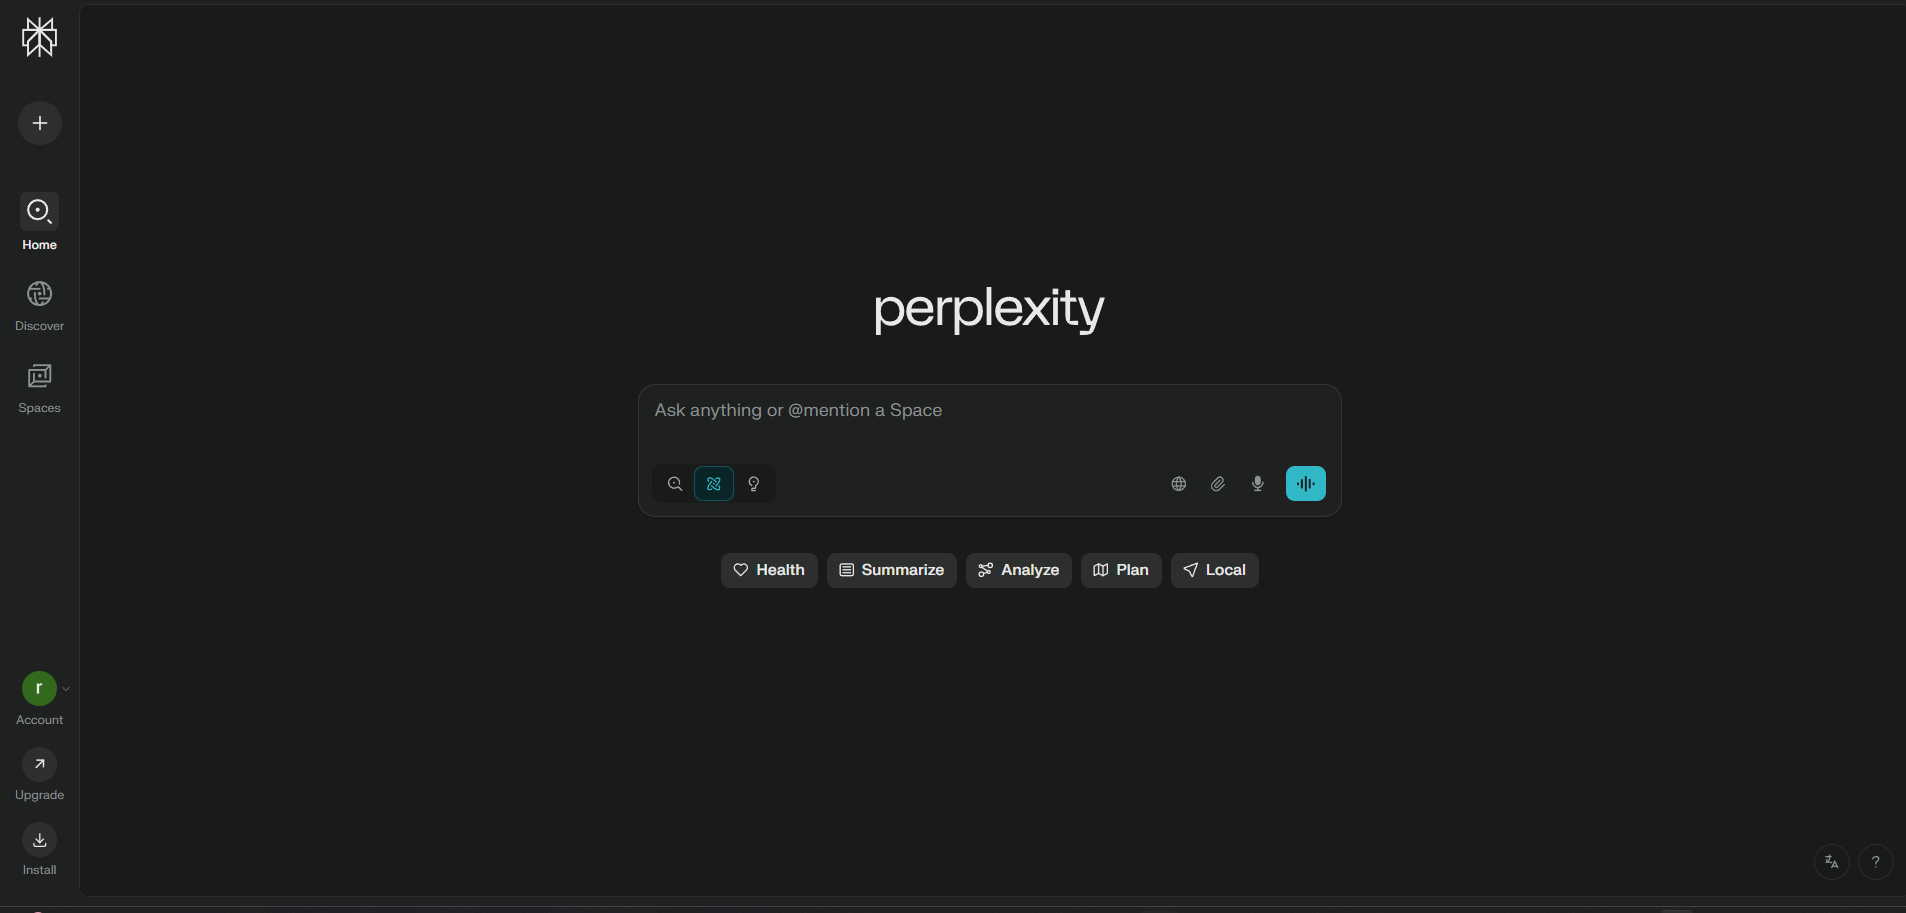 Home
Discover
Spaces
Account
Upgrade
Install
r
perplexity
Ask anything or @mention a Space
Health
Summarize
Analyze
Plan
Local
?